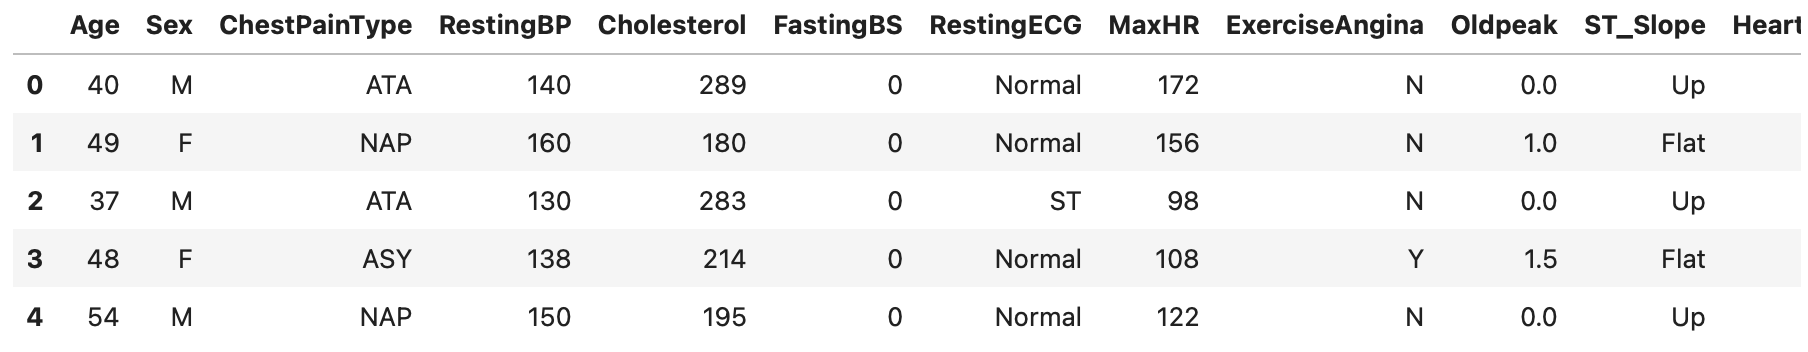 Age Sex ChestPainType RestingBP Cholesterol FastingBS RestingECG MaxHR ExerciseAngina Oldpeak ST_Slope Heart
0 40 M ATA 140 289 0 Normal 172 N 0.0 Up
1 49 F NAP 160 180 0 Normal 156 N 1.0 Flat
2 37 M ATA 130 283 0 ST 98 N 0.0 Up
3 48 F ASY 138 214 0 Normal 108 Y 1.5 Flat
4 54 M NAP 150 195 0 Normal 122 N 0.0 Up